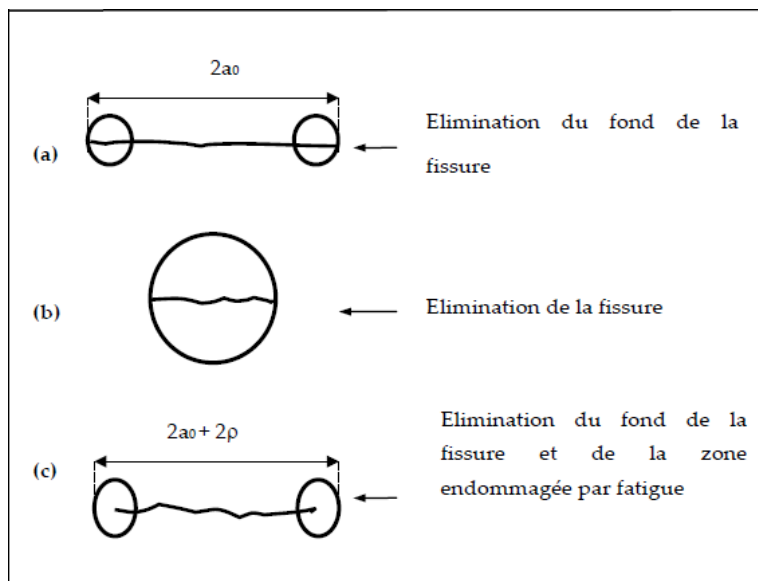 2a₀
Elimination du fond de la
(a)
fissure
(b)
Elimination de la fissure
2a₀ + 2ρ
Elimination du fond de la
fissure et de la zone
(c)
endommagée par fatigue